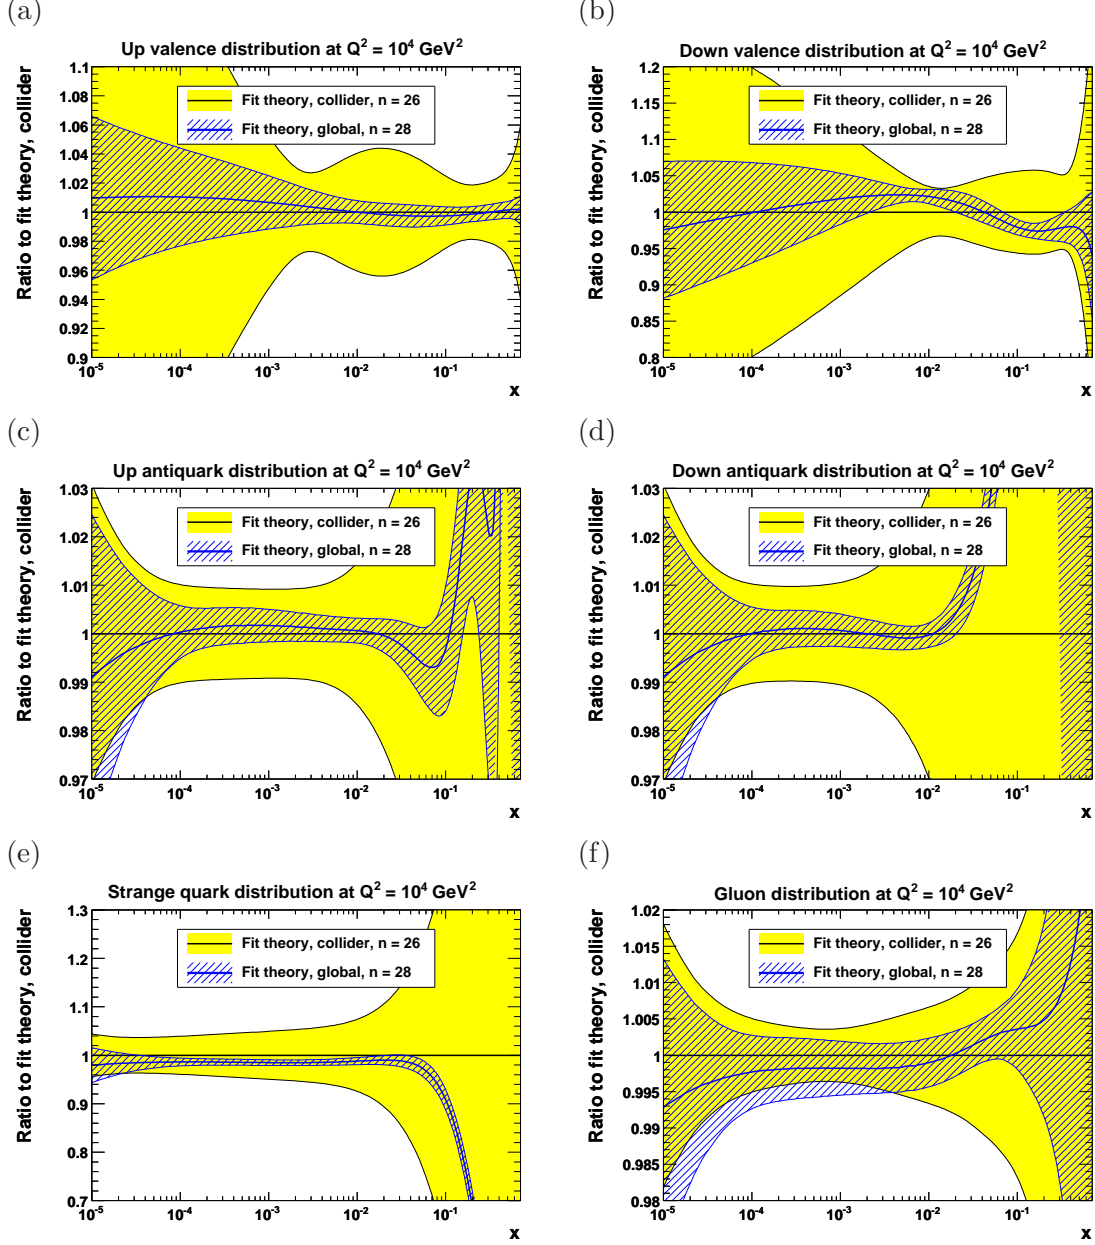 (a)
Up valence distribution at Q² = 10⁴ GeV²
Ratio to fit theory, collider
1.1
1.08
1.06
1.04
1.02
1
0.98
0.96
0.94
0.92
0.9
Fit theory, collider, n = 26
Fit theory, global, n = 28
10⁻⁵ 10⁻⁴ 10⁻³ 10⁻² 10⁻¹
x
(b)
Down valence distribution at Q² = 10⁴ GeV²
Ratio to fit theory, collider
1.2
1.15
1.1
1.05
1
0.95
0.9
0.85
0.8
Fit theory, collider, n = 26
Fit theory, global, n = 28
10⁻⁵ 10⁻⁴ 10⁻³ 10⁻² 10⁻¹
x
(c)
Up antiquark distribution at Q² = 10⁴ GeV²
Ratio to fit theory, collider
1.03
1.02
1.01
1
0.99
0.98
0.97
Fit theory, collider, n = 26
Fit theory, global, n = 28
10⁻⁵ 10⁻⁴ 10⁻³ 10⁻² 10⁻¹
x
(d)
Down antiquark distribution at Q² = 10⁴ GeV²
Ratio to fit theory, collider
1.03
1.02
1.01
1
0.99
0.98
0.97
Fit theory, collider, n = 26
Fit theory, global, n = 28
10⁻⁵ 10⁻⁴ 10⁻³ 10⁻² 10⁻¹
x
(e)
Strange quark distribution at Q² = 10⁴ GeV²
Ratio to fit theory, collider
1.3
1.2
1.1
1
0.9
0.8
0.7
Fit theory, collider, n = 26
Fit theory, global, n = 28
10⁻⁵ 10⁻⁴ 10⁻³ 10⁻² 10⁻¹
x
(f)
Gluon distribution at Q² = 10⁴ GeV²
Ratio to fit theory, collider
1.02
1.015
1.01
1.005
1
0.995
0.99
0.985
0.98
Fit theory, collider, n = 26
Fit theory, global, n = 28
10⁻⁵ 10⁻⁴ 10⁻³ 10⁻² 10⁻¹
x